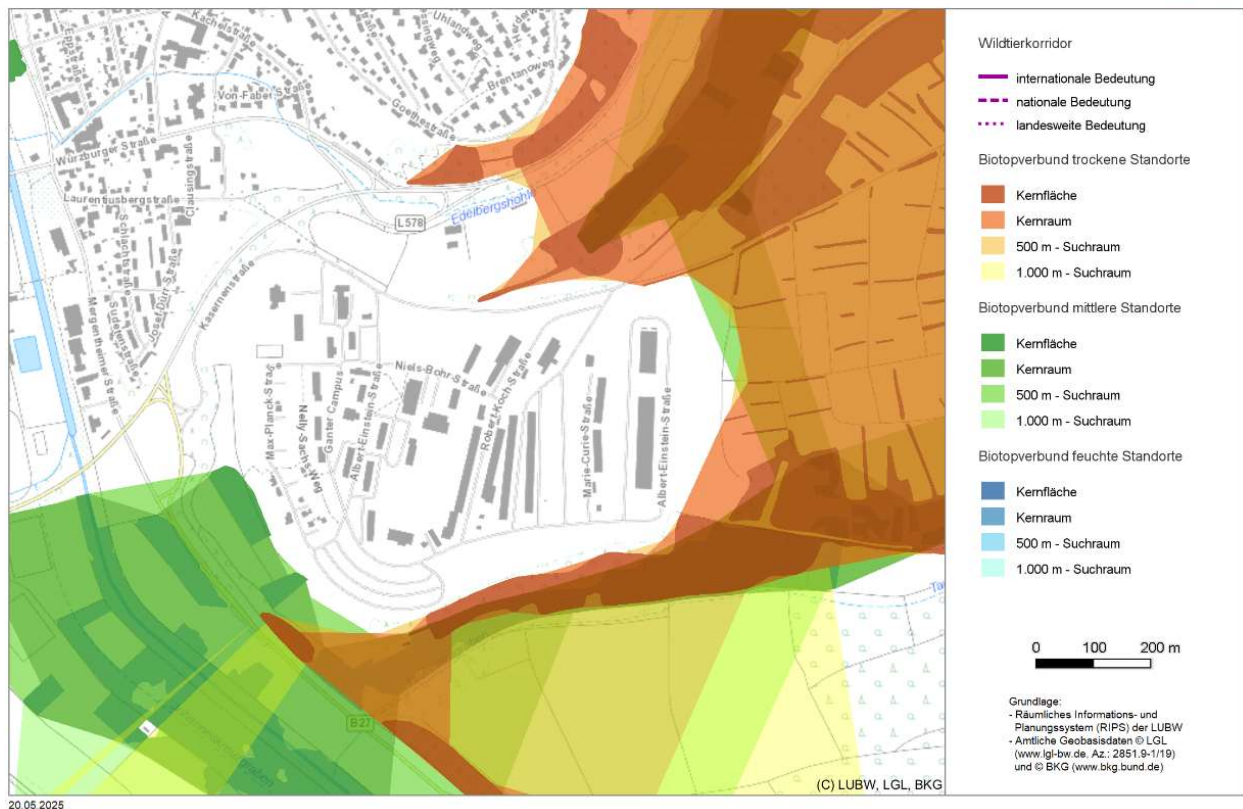 Eppstraße
Kachelstraße
Uhlandweg
Brentanoweg
Von-Faber-Straße
Goethestraße
Würzburger Straße
Clausingstraße
Laurentiusbergstraße
Edelbergshohle
L578
Schlachtstraße
Josef-Dürr-Straße
Sudetenstraße
Kasernenstraße
Mergentheimer Straße
Niels-Bohr-Straße
Max-Planck-Straße
Nelly-Sachs-Weg
Ganter Campus
Albert-Einstein-Straße
Robert-Koch-Straße
Marie-Curie-Straße
Albert-Einstein-Straße
B27
(C) LUBW, LGL, BKG
Wildtierkorridor
internationale Bedeutung
nationale Bedeutung
landesweite Bedeutung
Biotopverbund trockene Standorte
Kernfläche
Kernraum
500 m - Suchraum
1.000 m - Suchraum
Biotopverbund mittlere Standorte
Kernfläche
Kernraum
500 m - Suchraum
1.000 m - Suchraum
Biotopverbund feuchte Standorte
Kernfläche
Kernraum
500 m - Suchraum
1.000 m - Suchraum
0 100 200 m
Grundlage:
- Räumliches Informations- und
Planungssystem (RIPS) der LUBW
- Amtliche Geobasisdaten © LGL
(www.lgl-bw.de, Az.: 2851.9-1/19)
und © BKG (www.bkg.bund.de)
20.05.2025